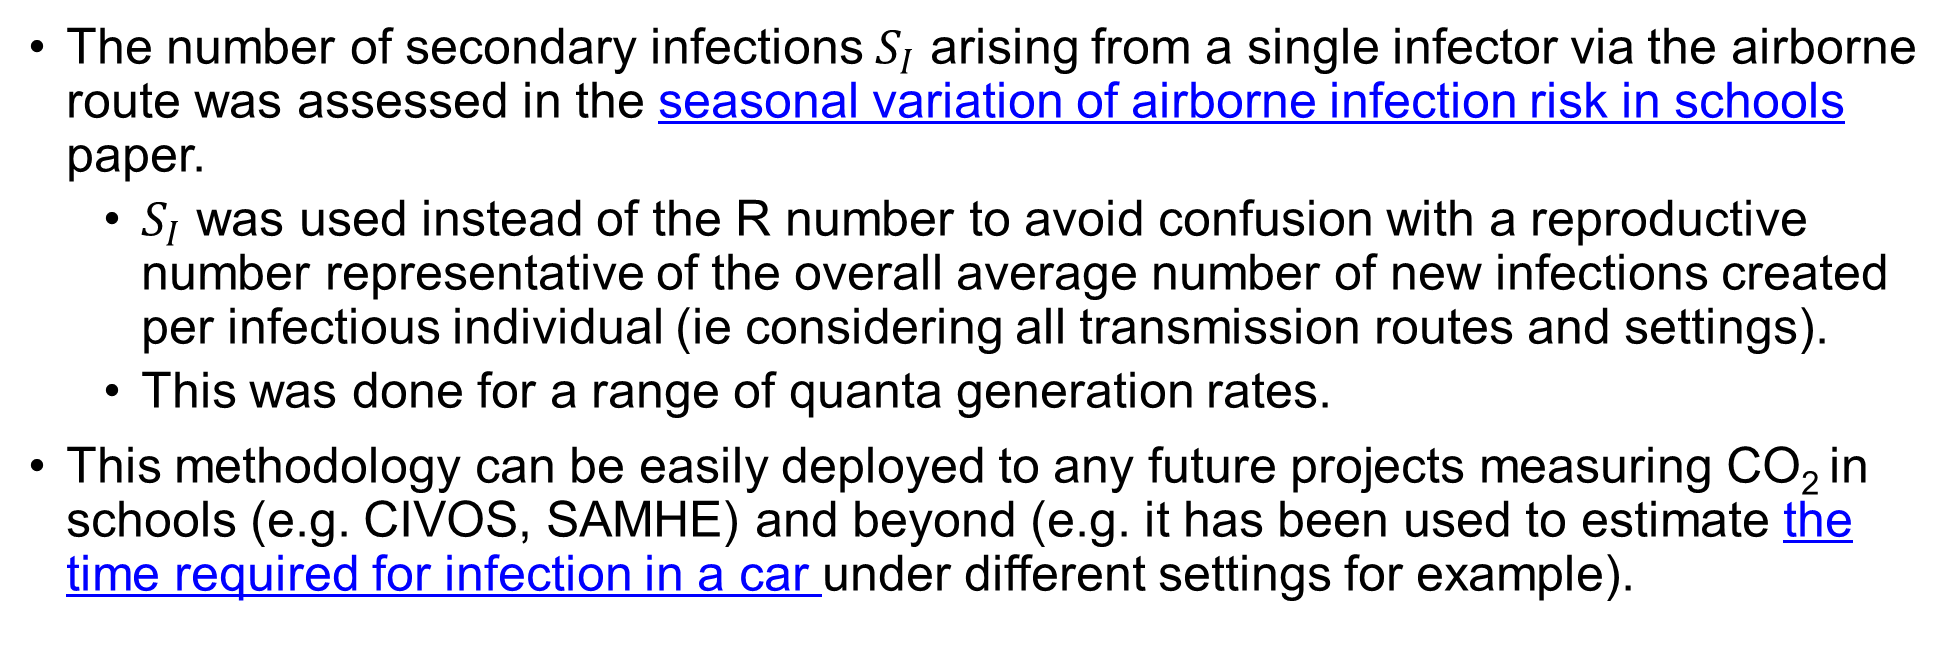 • The number of secondary infections S_I arising from a single infector via the airborne
route was assessed in the seasonal variation of airborne infection risk in schools
paper.
• S_I was used instead of the R number to avoid confusion with a reproductive
number representative of the overall average number of new infections created
per infectious individual (ie considering all transmission routes and settings).
• This was done for a range of quanta generation rates.
• This methodology can be easily deployed to any future projects measuring CO₂ in
schools (e.g. CIVOS, SAMHE) and beyond (e.g. it has been used to estimate the
time required for infection in a car under different settings for example).